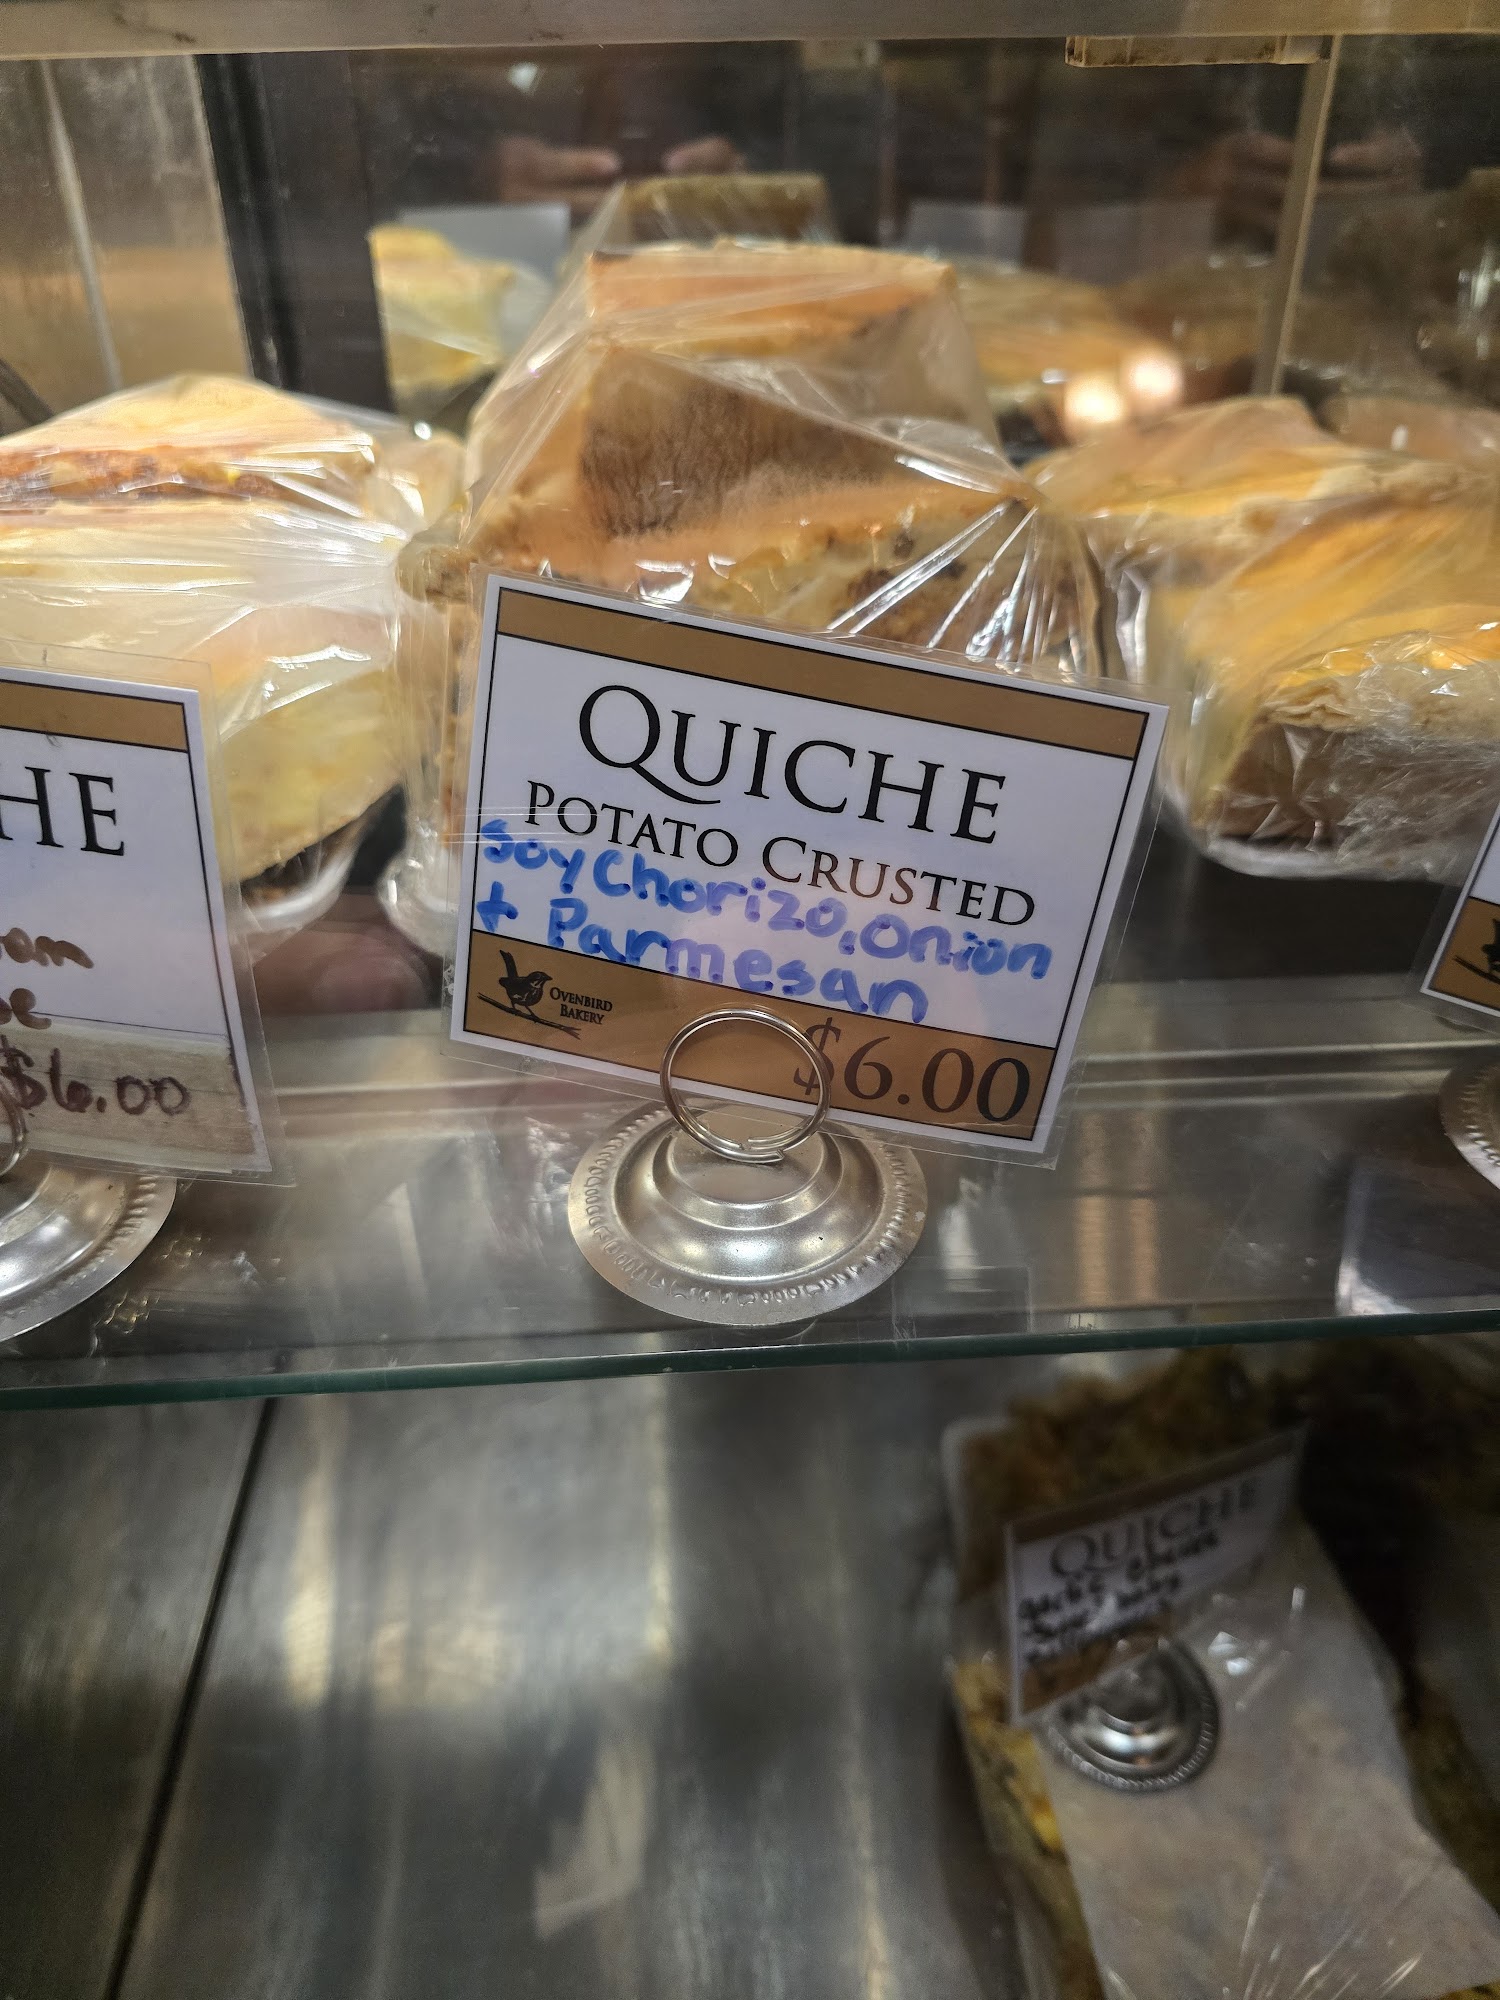 QUICHE
POTATO CRUSTED
Soy Chorizo, Onion
+ Parmesan
OVENBIRD
BAKERY
$6.00
HE
$6.00
QUICHE